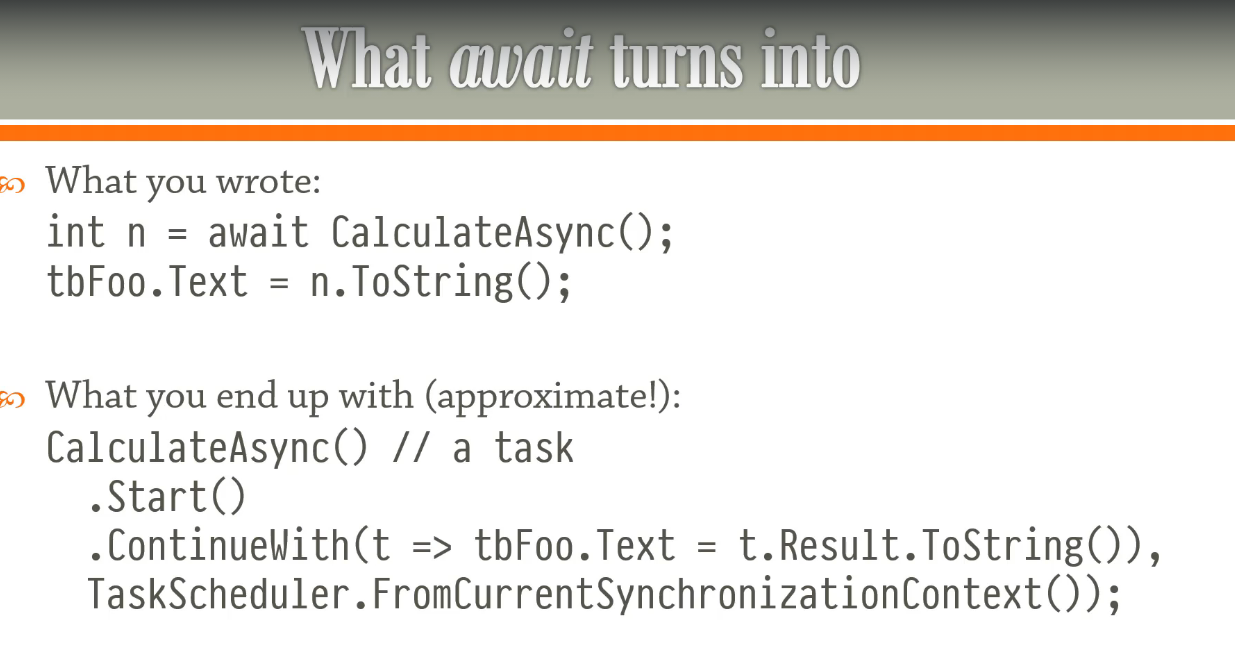 What await turns into
What you wrote:
int n = await CalculateAsync();
tbFoo.Text = n.ToString();
What you end up with (approximate!):
CalculateAsync() // a task
.Start()
.ContinueWith(t => tbFoo.Text = t.Result.ToString()),
TaskScheduler.FromCurrentSynchronizationContext());